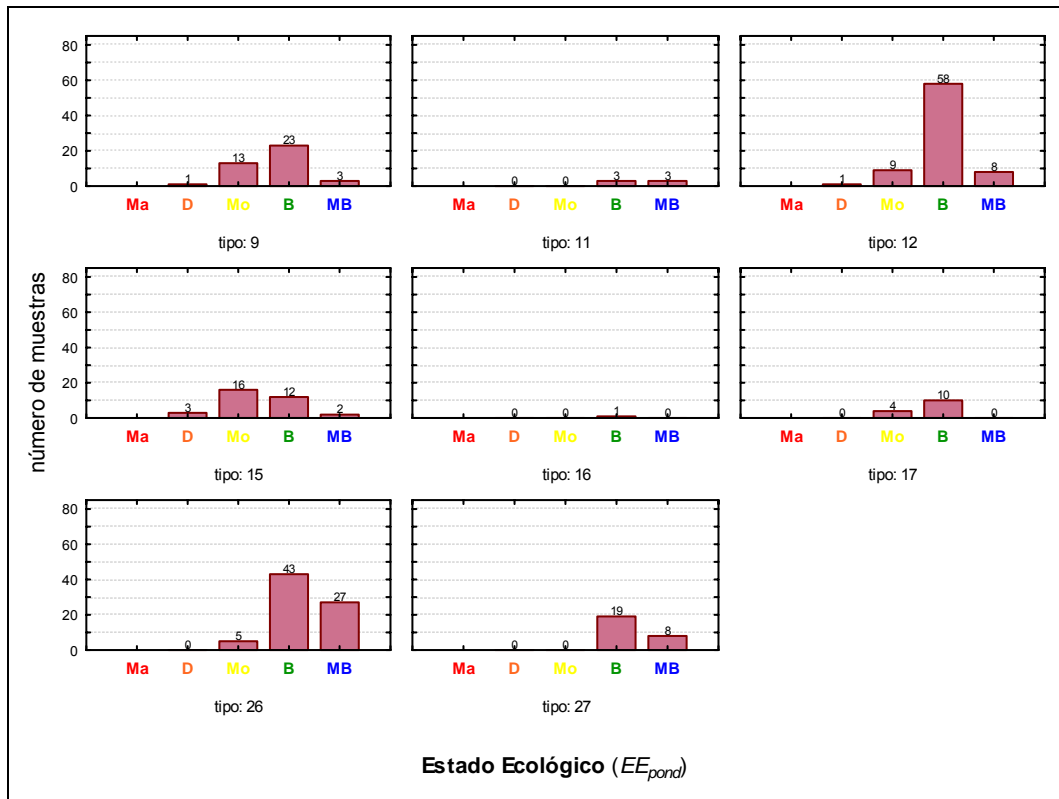 número de muestras
80
60
40
20
0
1 13 23 3
Ma D Mo B MB
tipo: 9
0 0 3 3
Ma D Mo B MB
tipo: 11
1 9 58 8
Ma D Mo B MB
tipo: 12
80
60
40
20
0
3 16 12 2
Ma D Mo B MB
tipo: 15
0 0 1 0
Ma D Mo B MB
tipo: 16
0 4 10 0
Ma D Mo B MB
tipo: 17
80
60
40
20
0
0 5 43 27
Ma D Mo B MB
tipo: 26
0 0 19 8
Ma D Mo B MB
tipo: 27
Estado Ecológico (EEpond)